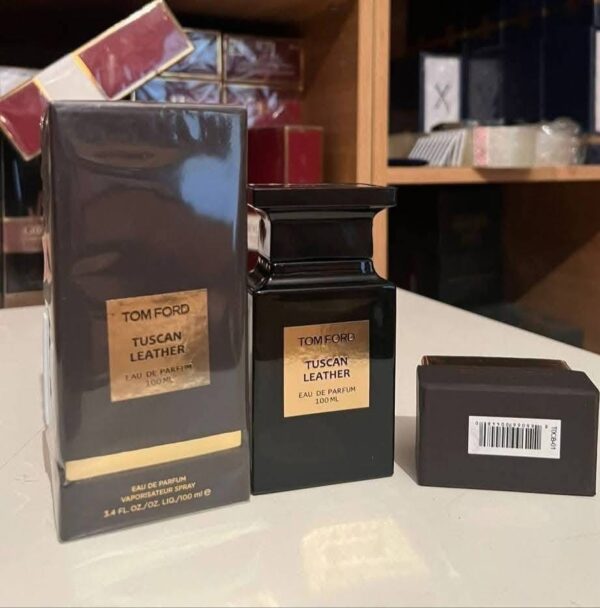 TOM FORD
TUSCAN
LEATHER
EAU DE PARFUM
100 ML
EAU DE PARFUM
VAPORISATEUR SPRAY
3.4 FL. OZ./OZ. LIQ./100 ml e
TOM FORD
TUSCAN
LEATHER
EAU DE PARFUM
100 ML